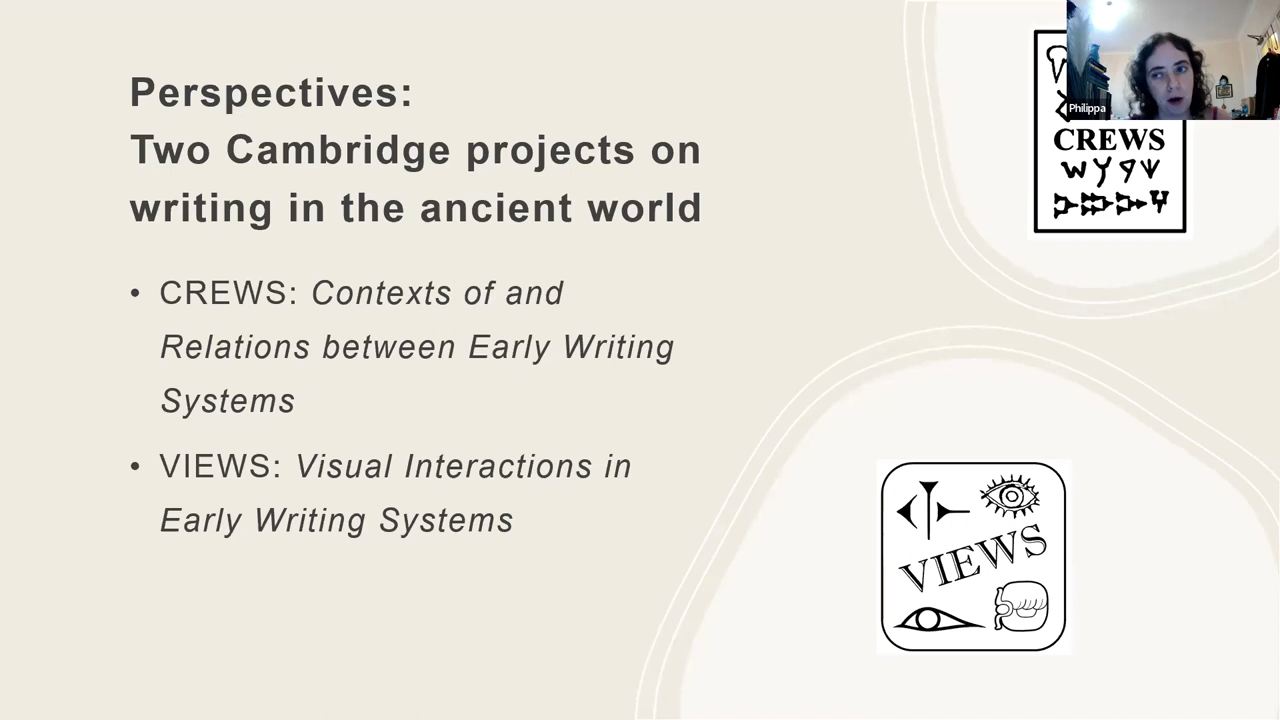 Perspectives:
Two Cambridge projects on
writing in the ancient world
• CREWS: Contexts of and
Relations between Early Writing
Systems
• VIEWS: Visual Interactions in
Early Writing Systems
Philippa
CREWS
VIEWS